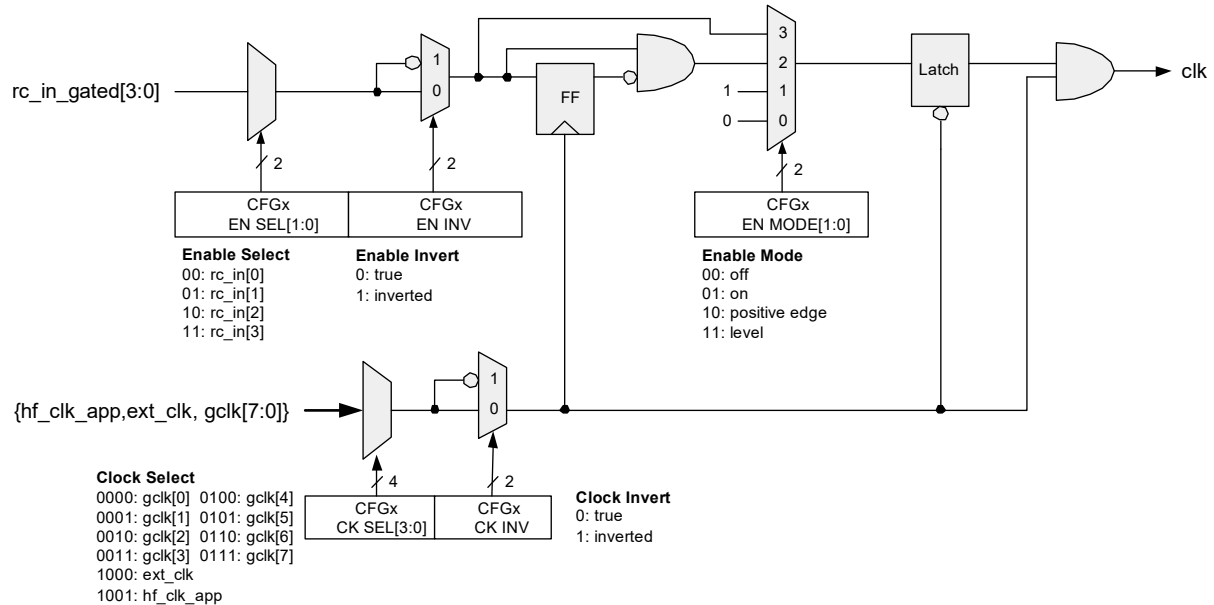 3
1
2
rc_in_gated[3:0]
0
FF
1
1
0
0
Latch
clk
2
2
2
CFGx
EN SEL[1:0]
CFGx
EN INV
CFGx
EN MODE[1:0]
Enable Select
00: rc_in[0]
01: rc_in[1]
10: rc_in[2]
11: rc_in[3]
Enable Invert
0: true
1: inverted
Enable Mode
00: off
01: on
10: positive edge
11: level
{hf_clk_app,ext_clk, gclk[7:0]}
1
0
4
2
Clock Select
0000: gclk[0] 0100: gclk[4]
0001: gclk[1] 0101: gclk[5]
0010: gclk[2] 0110: gclk[6]
0011: gclk[3] 0111: gclk[7]
1000: ext_clk
1001: hf_clk_app
CFGx
CK SEL[3:0]
CFGx
CK INV
Clock Invert
0: true
1: inverted